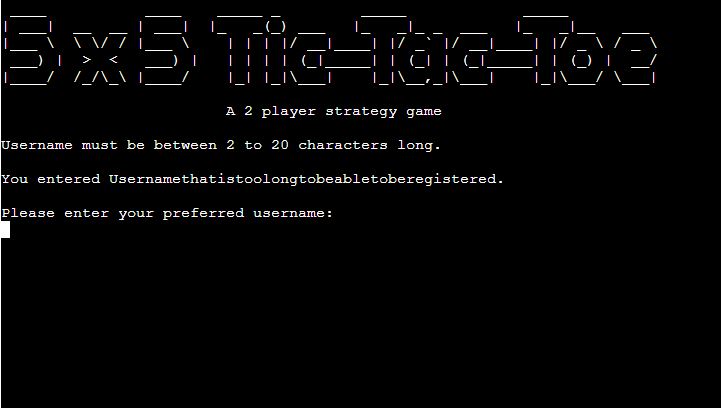 5x5 Tic-Tac-Toe
A 2 player strategy game
Username must be between 2 to 20 characters long.
You entered Usernamethatistoolongtobeabletoberegistered.
Please enter your preferred username: